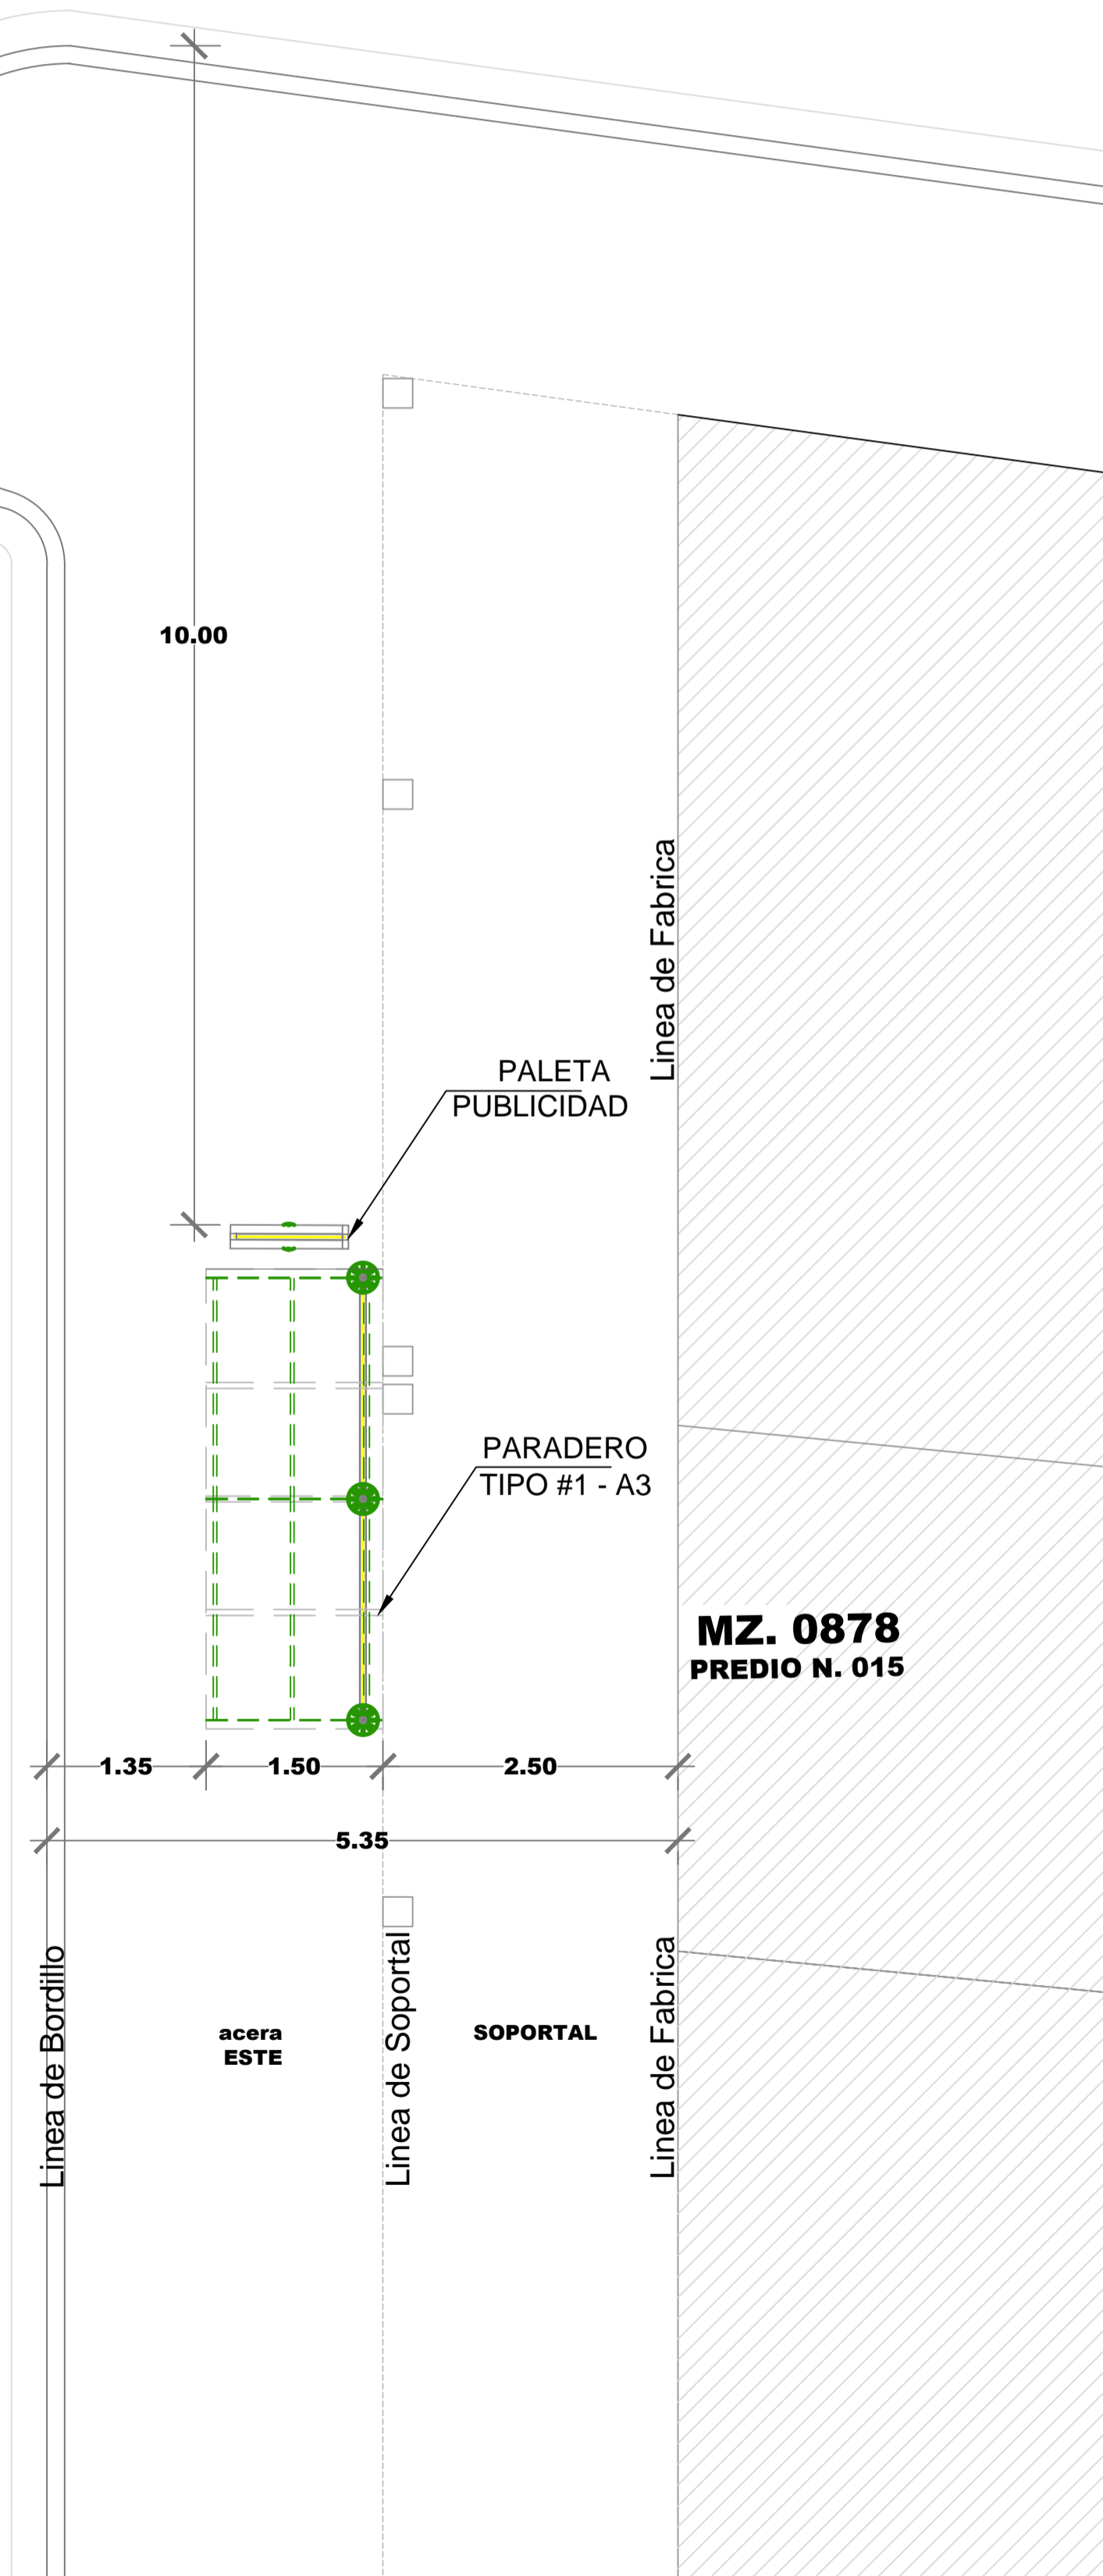 10.00
Linea de Fabrica
PALETA
PUBLICIDAD
PARADERO
TIPO #1 - A3
MZ. 0878
PREDIO N. 015
1.35
1.50
2.50
5.35
Linea de Bordillo
acera
ESTE
Linea de Soportal
SOPORTAL
Linea de Fabrica